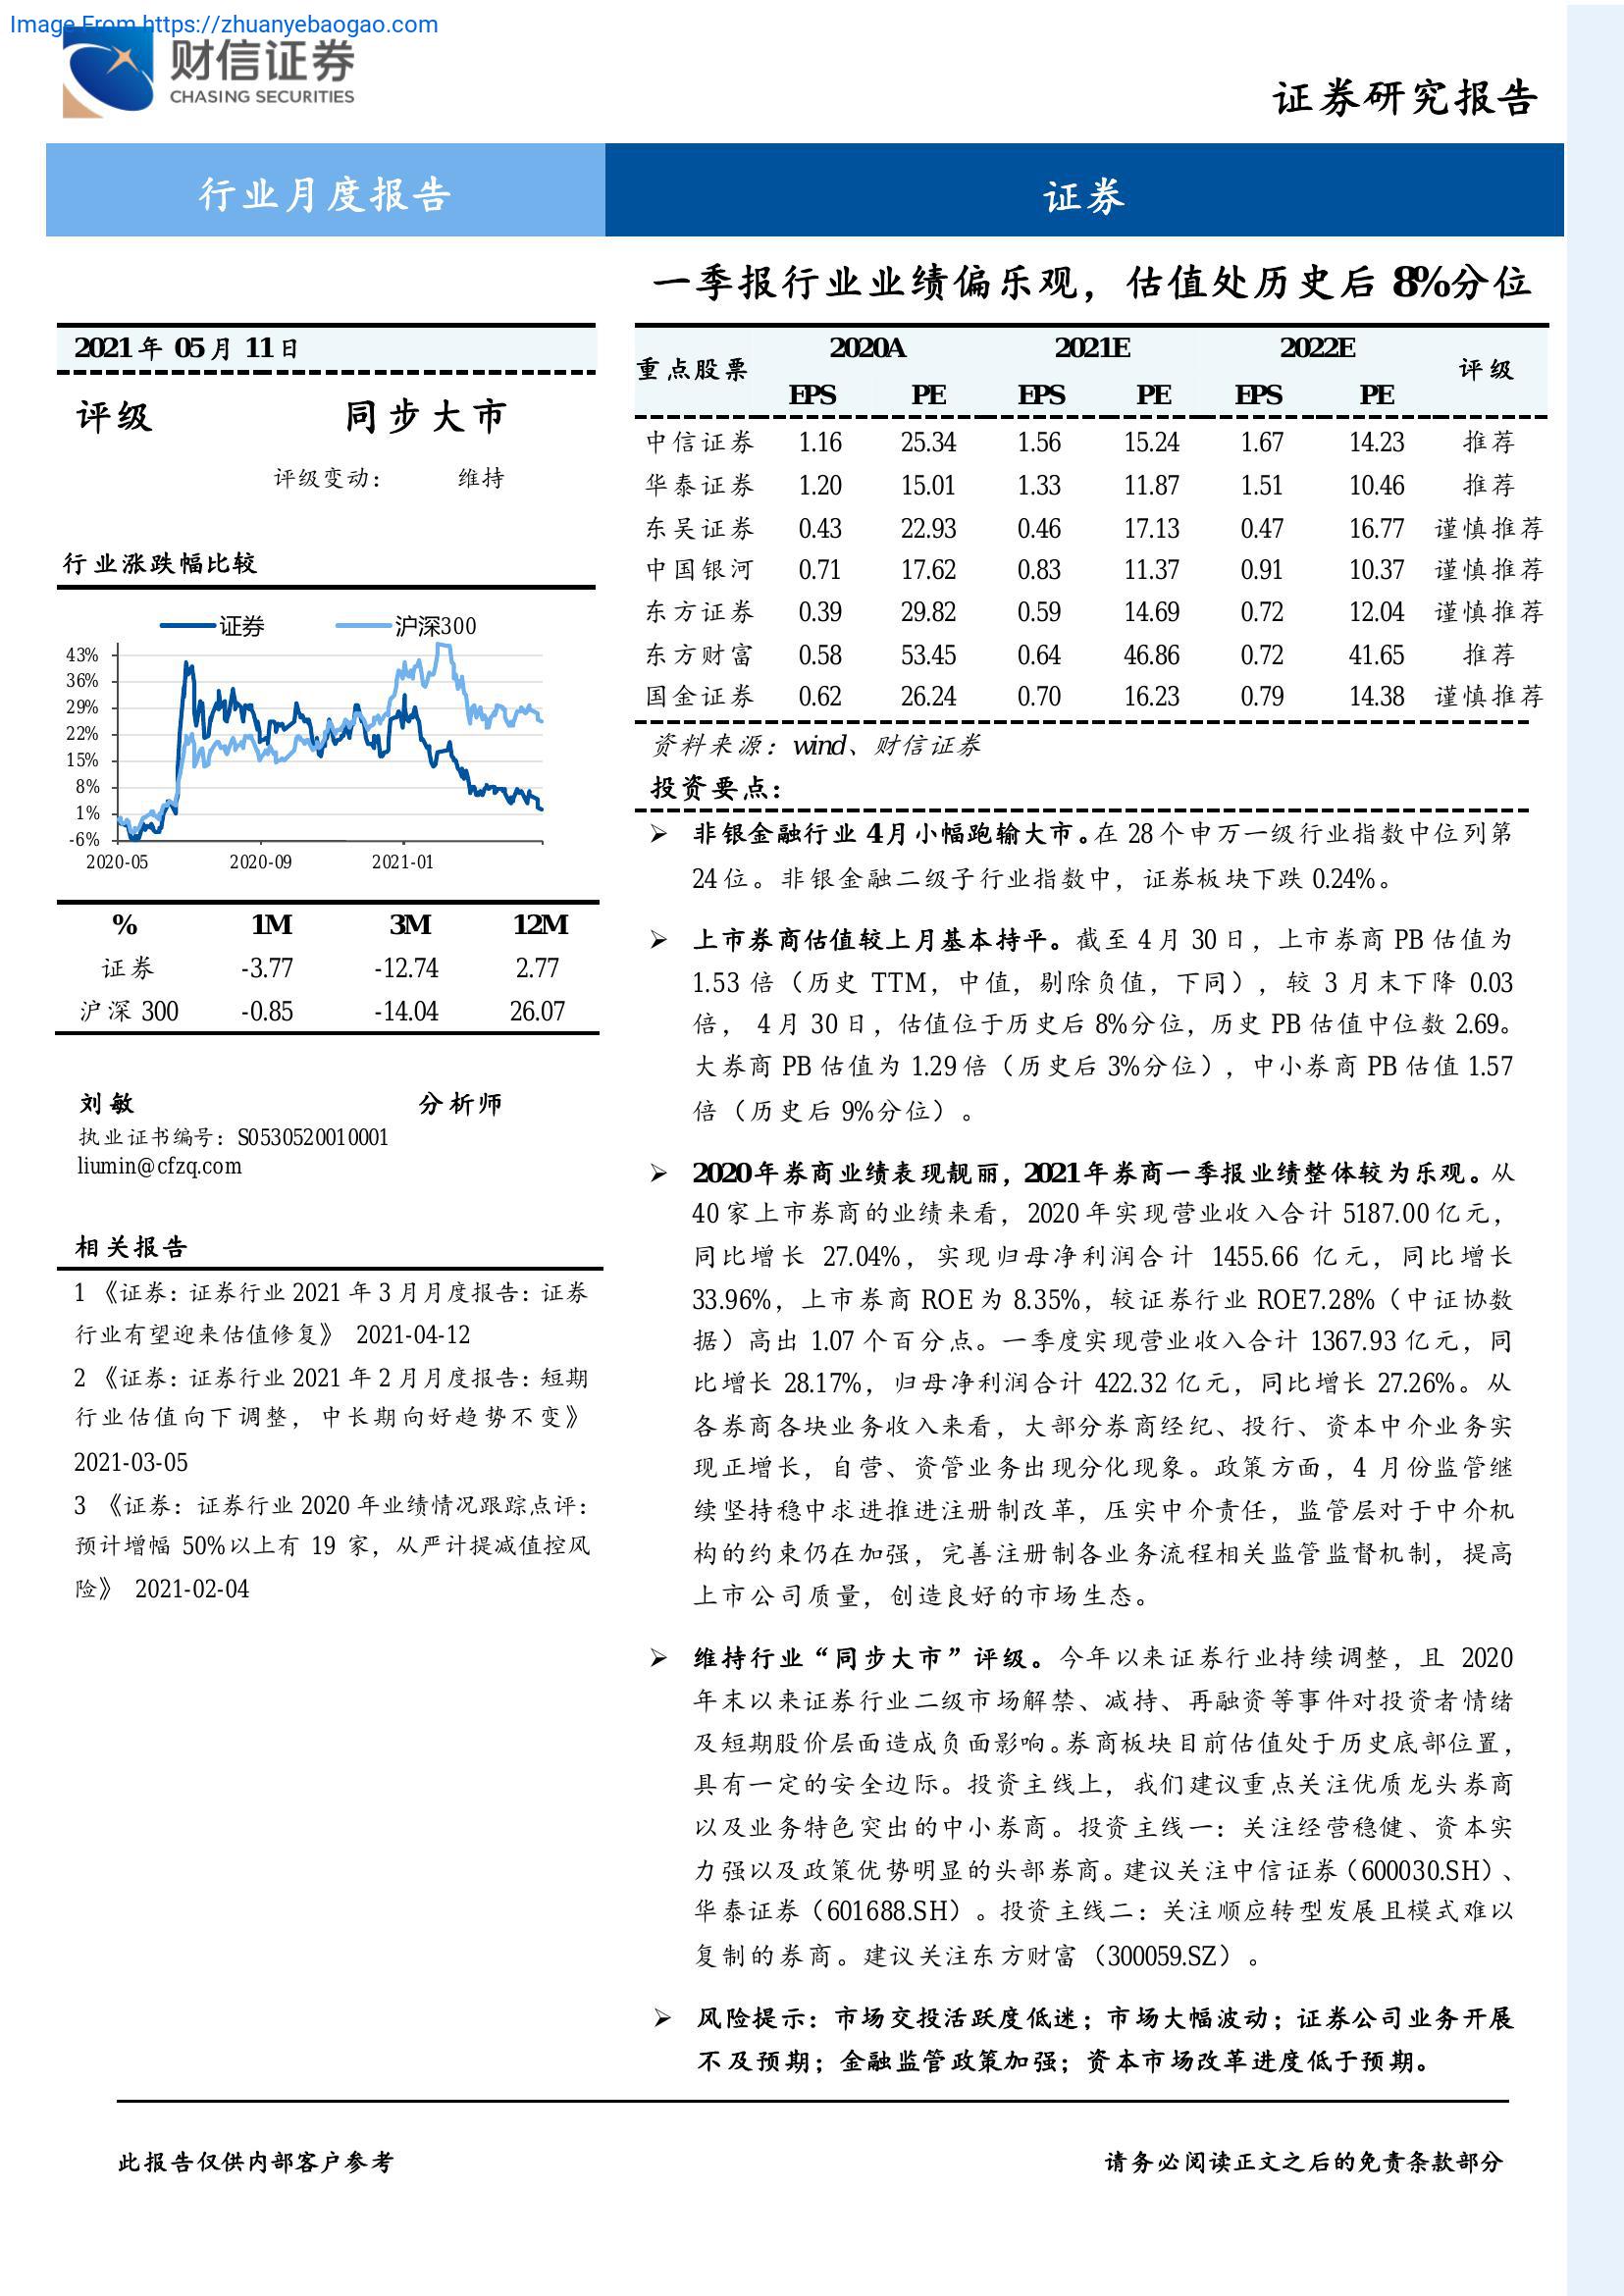 Image From https://zhuanyebaogao.com
财信证券
CHASING SECURITIES
证券研究报告
行业月度报告
证券
一季报行业业绩偏乐观，估值处历史后 8%分位
2021 年 05 月 11 日
评级 同步大市
评级变动： 维持
行业涨跌幅比较
证券 沪深300
43%
36%
29%
22%
15%
8%
1%
-6%
2020-05 2020-09 2021-01
% 1M 3M 12M
证券 -3.77 -12.74 2.77
沪深 300 -0.85 -14.04 26.07
刘敏 分析师
执业证书编号：S0530520010001
liumin@cfzq.com
相关报告
1 《证券：证券行业 2021 年 3 月月度报告：证券
行业有望迎来估值修复》 2021-04-12
2 《证券：证券行业 2021 年 2 月月度报告：短期
行业估值向下调整，中长期向好趋势不变》
2021-03-05
3 《证券：证券行业 2020 年业绩情况跟踪点评：
预计增幅 50%以上有 19 家，从严计提减值控风
险》 2021-02-04
重点股票 2020A 2021E 2022E 评级
EPS PE EPS PE EPS PE
中信证券 1.16 25.34 1.56 15.24 1.67 14.23 推荐
华泰证券 1.20 15.01 1.33 11.87 1.51 10.46 推荐
东吴证券 0.43 22.93 0.46 17.13 0.47 16.77 谨慎推荐
中国银河 0.71 17.62 0.83 11.37 0.91 10.37 谨慎推荐
东方证券 0.39 29.82 0.59 14.69 0.72 12.04 谨慎推荐
东方财富 0.58 53.45 0.64 46.86 0.72 41.65 推荐
国金证券 0.62 26.24 0.70 16.23 0.79 14.38 谨慎推荐
资料来源：wind、财信证券
投资要点：
➢ 非银金融行业 4 月小幅跑输大市。在 28 个申万一级行业指数中位列第
24 位。非银金融二级子行业指数中，证券板块下跌 0.24%。
➢ 上市券商估值较上月基本持平。截至 4 月 30 日，上市券商 PB 估值为
1.53 倍（历史 TTM，中值，剔除负值，下同），较 3 月末下降 0.03
倍， 4 月 30 日，估值位于历史后 8%分位，历史 PB 估值中位数 2.69。
大券商 PB 估值为 1.29 倍（历史后 3%分位），中小券商 PB 估值 1.57
倍（历史后 9%分位）。
➢ 2020 年券商业绩表现靓丽，2021 年券商一季报业绩整体较为乐观。从
40 家上市券商的业绩来看，2020 年实现营业收入合计 5187.00 亿元，
同比增长 27.04%，实现归母净利润合计 1455.66 亿元，同比增长
33.96%，上市券商 ROE 为 8.35%，较证券行业 ROE7.28%（中证协数
据）高出 1.07 个百分点。一季度实现营业收入合计 1367.93 亿元，同
比增长 28.17%，归母净利润合计 422.32 亿元，同比增长 27.26%。从
各券商各块业务收入来看，大部分券商经纪、投行、资本中介业务实
现正增长，自营、资管业务出现分化现象。政策方面，4 月份监管继
续坚持稳中求进推进注册制改革，压实中介责任，监管层对于中介机
构的约束仍在加强，完善注册制各业务流程相关监管监督机制，提高
上市公司质量，创造良好的市场生态。
➢ 维持行业“同步大市”评级。今年以来证券行业持续调整，且 2020
年末以来证券行业二级市场解禁、减持、再融资等事件对投资者情绪
及短期股价层面造成负面影响。券商板块目前估值处于历史底部位置，
具有一定的安全边际。投资主线上，我们建议重点关注优质龙头券商
以及业务特色突出的中小券商。投资主线一：关注经营稳健、资本实
力强以及政策优势明显的头部券商。建议关注中信证券（600030.SH）、
华泰证券（601688.SH）。投资主线二：关注顺应转型发展且模式难以
复制的券商。建议关注东方财富（300059.SZ）。
➢ 风险提示：市场交投活跃度低迷；市场大幅波动；证券公司业务开展
不及预期；金融监管政策加强；资本市场改革进度低于预期。
此报告仅供内部客户参考
请务必阅读正文之后的免责条款部分